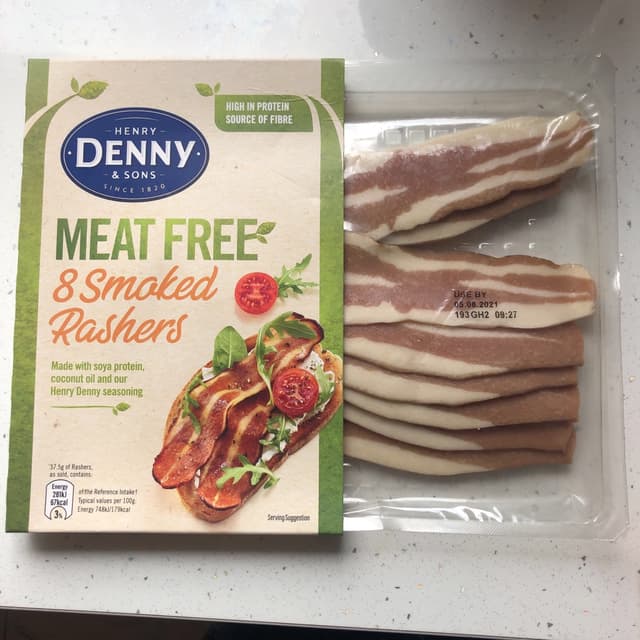 HENRY
DENNY
& SONS
SINCE 1820
HIGH IN PROTEIN
SOURCE OF FIBRE
MEAT FREE
8 Smoked
Rashers
Made with soya protein,
coconut oil and our
Henry Denny seasoning
37.5g of Rashers,
as sold, contains:
Energy
281kJ
67kcal
3%
of the Reference Intake†
Typical values per 100g:
Energy 748kJ/179kcal
Serving Suggestion
USE BY
05.08.2021
193GH2 09:27